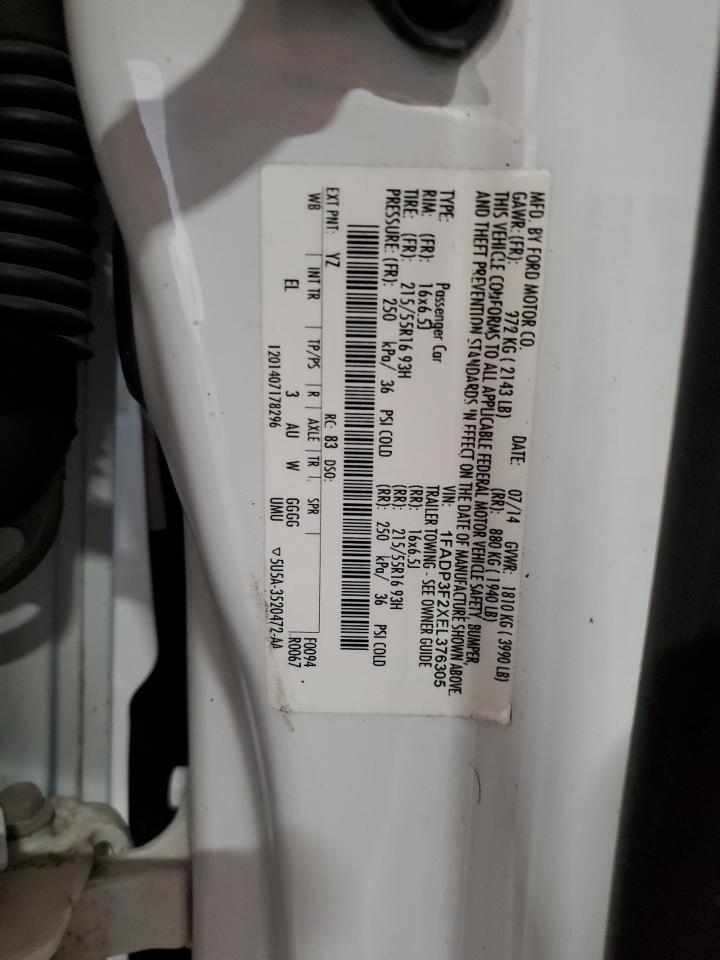 MFD. BY FORD MOTOR CO.
DATE: 07/14 GVWR: 1810 KG ( 3990 LB)
GAWR: (FR): 972 KG ( 2143 LB) (RR): 880 KG ( 1940 LB)
THIS VEHICLE CONFORMS TO ALL APPLICABLE FEDERAL MOTOR VEHICLE SAFETY, BUMPER,
AND THEFT PREVENTION STANDARDS IN EFFECT ON THE DATE OF MANUFACTURE SHOWN ABOVE.
VIN: 1FADP3F2XEL376305
TYPE: Passenger Car TRAILER TOWING - SEE OWNER GUIDE
RIM: (FR): 16x6.5J (RR): 16x6.5J
TIRE: (FR): 215/55R16 93H (RR): 215/55R16 93H
PRESSURE: (FR): 250 kPa/ 36 PSI COLD (RR): 250 kPa/ 36 PSI COLD
EXT PNT: YZ RC: 83 DSO: F0094
WB INT TR TP/PS R AXLE TR SPR R0067
EL 3 AU W GGGG UMU
1201407178296 ▽5U5A-3520472-AA